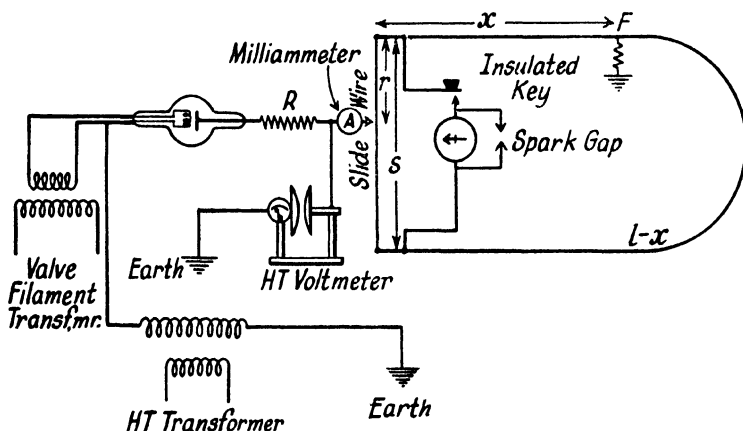 x
F
Milliammeter
R
A
Slide Wire
r
s
Insulated
Key
Spark Gap
l-x
Earth
HT Voltmeter
Valve
Filament
Transf.mr.
HT Transformer
Earth